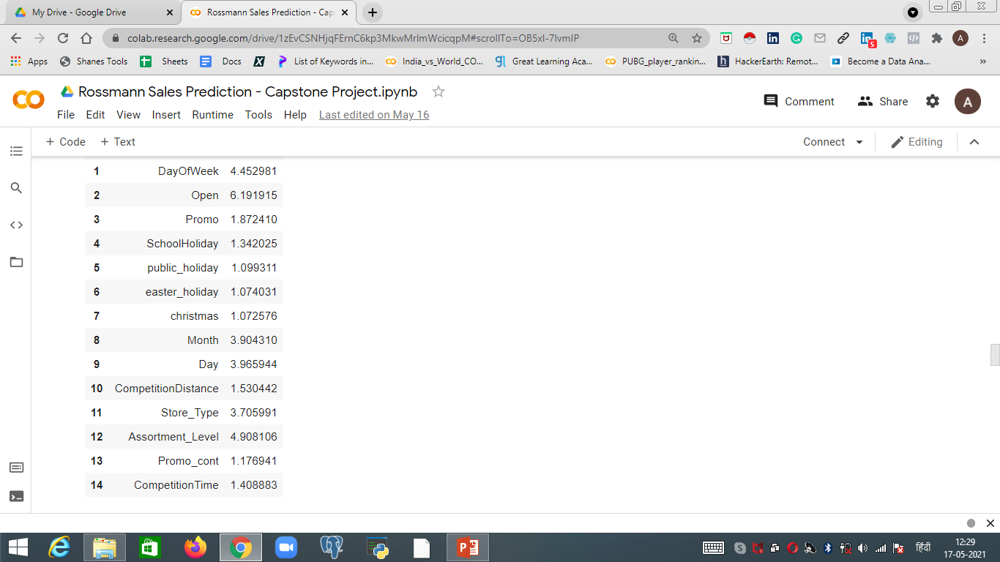 My Drive - Google Drive
Rossmann Sales Prediction - Cap
colab.research.google.com/drive/1zEvCSNHjqFErnC6kp3MkwMrlmWcicqpM#scrollTo=OB5xI-7IvmIP
5
A
Apps
Shanes Tools
Sheets
Docs
List of Keywords in...
India_vs_World_CO...
Great Learning Aca...
PUBG_player_rankin...
HackerEarth: Remot...
Become a Data Ana...
Rossmann Sales Prediction - Capstone Project.ipynb
Comment
Share
A
File Edit View Insert Runtime Tools Help Last edited on May 16
+ Code + Text
Connect
Editing
1 DayOfWeek 4.452981
2 Open 6.191915
3 Promo 1.872410
4 SchoolHoliday 1.342025
5 public_holiday 1.099311
6 easter_holiday 1.074031
7 christmas 1.072576
8 Month 3.904310
9 Day 3.965944
10 CompetitionDistance 1.530442
11 Store_Type 3.705991
12 Assortment_Level 4.908106
13 Promo_cont 1.176941
14 CompetitionTime 1.408883
हिंदी
12:29
17-05-2021